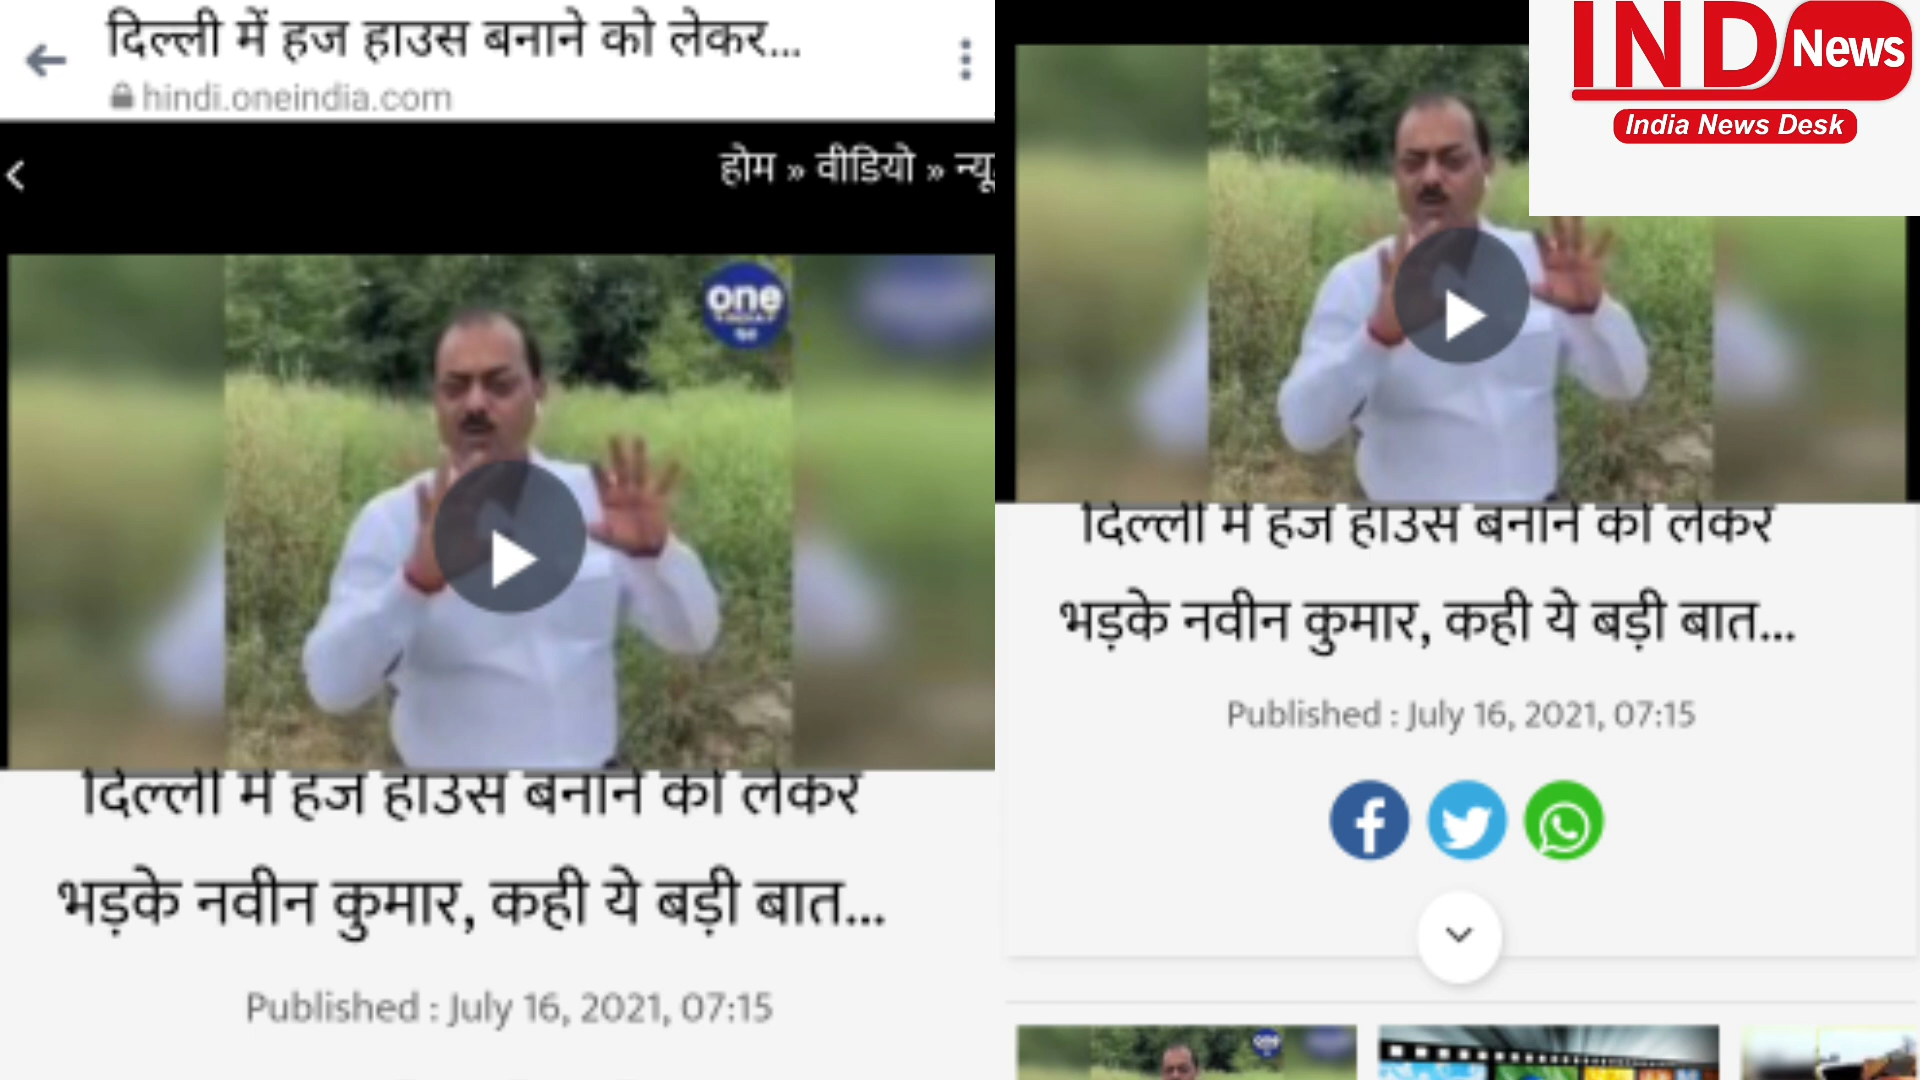 दिल्ली में हज हाउस बनाने को लेकर...
hindi.oneindia.com
होम » वीडियो » न्यू
one
INDIA
दिल्ली में हज हाउस बनाने को लेकर
भड़के नवीन कुमार, कही ये बड़ी बात...
Published : July 16, 2021, 07:15
IND News
India News Desk
दिल्ली में हज हाउस बनाने को लेकर
भड़के नवीन कुमार, कही ये बड़ी बात...
Published : July 16, 2021, 07:15
one